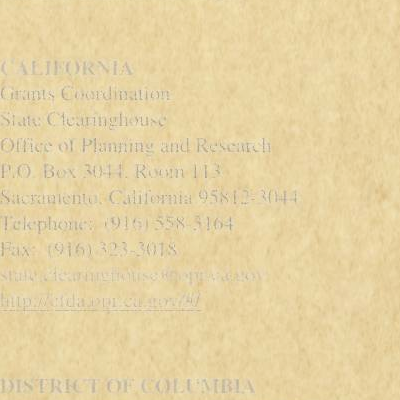 CALIFORNIA
Grants Coordination
State Clearinghouse
Office of Planning and Research
P.O. Box 3044, Room 113
Sacramento, California 95812-3044
Telephone: (916) 558-3164
Fax: (916) 323-3018
state.clearinghouse@opr.ca.gov
http://cfda.opr.ca.gov/#/
DISTRICT OF COLUMBIA